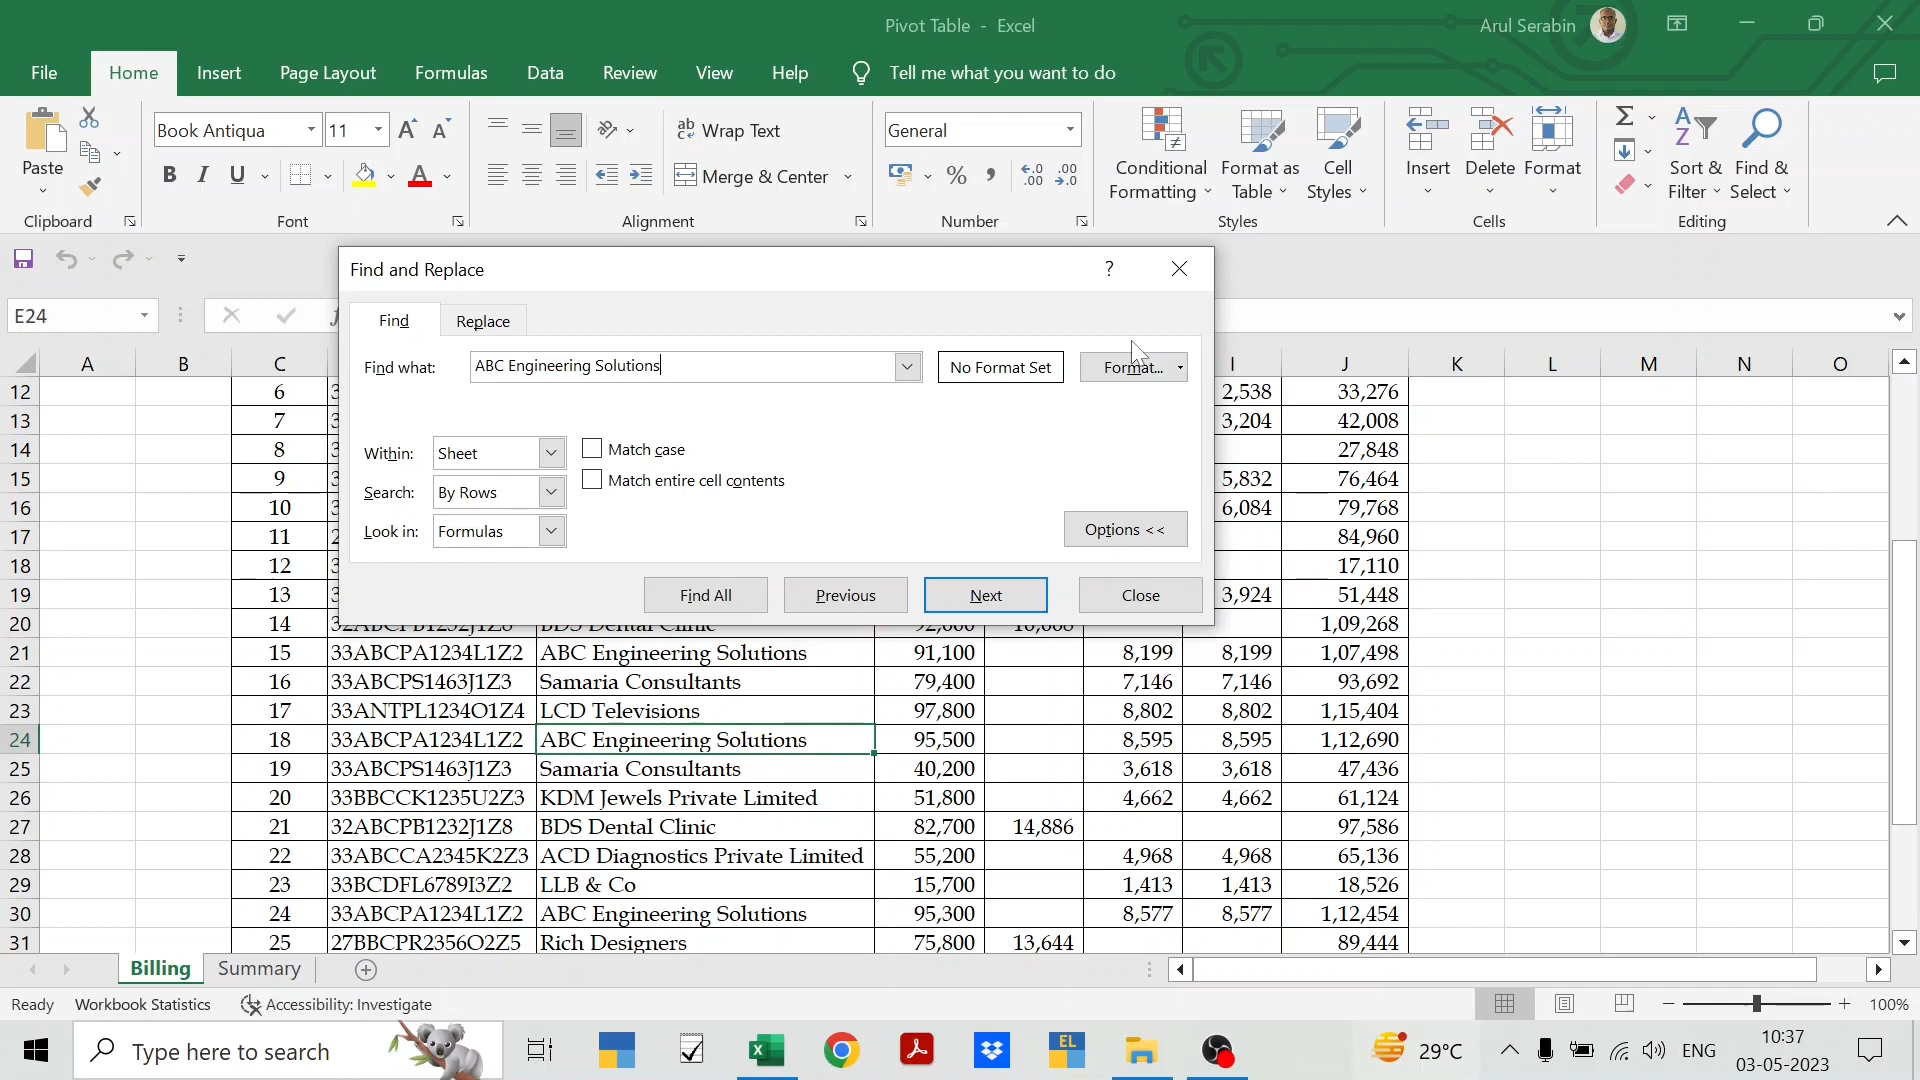 Pivot Table - Excel
Arul Serabin
File Home Insert Page Layout Formulas Data Review View Help Tell me what you want to do
Paste
Clipboard
Book Antiqua 11
B I U
Font
Wrap Text
Merge & Center
Alignment
General
% ,
Number
Conditional Formatting
Format as Table
Cell Styles
Styles
Insert Delete Format
Cells
Sort & Filter
Find & Select
Editing
E24
Find and Replace ?
Find Replace
Find what: ABC Engineering Solutions No Format Set Format...
Within: Sheet Match case
Search: By Rows Match entire cell contents
Look in: Formulas Options <<
Find All Previous Next Close
A B C I J K L M N O
12 6 2,538 33,276
13 7 3,204 42,008
14 8 27,848
15 9 5,832 76,464
16 10 6,084 79,768
17 11 84,960
18 12 17,110
19 13 3,924 51,448
20 14 32ABCPB1232J1Z8 BDS Dental Clinic 92,600 16,668 1,09,268
21 15 33ABCPA1234L1Z2 ABC Engineering Solutions 91,100 8,199 8,199 1,07,498
22 16 33ABCPS1463J1Z3 Samaria Consultants 79,400 7,146 7,146 93,692
23 17 33ANTPL1234O1Z4 LCD Televisions 97,800 8,802 8,802 1,15,404
24 18 33ABCPA1234L1Z2 ABC Engineering Solutions 95,500 8,595 8,595 1,12,690
25 19 33ABCPS1463J1Z3 Samaria Consultants 40,200 3,618 3,618 47,436
26 20 33BBCCK1235U2Z3 KDM Jewels Private Limited 51,800 4,662 4,662 61,124
27 21 32ABCPB1232J1Z8 BDS Dental Clinic 82,700 14,886 97,586
28 22 33ABCCA2345K2Z3 ACD Diagnostics Private Limited 55,200 4,968 4,968 65,136
29 23 33BCDFL6789I3Z2 LLB & Co 15,700 1,413 1,413 18,526
30 24 33ABCPA1234L1Z2 ABC Engineering Solutions 95,300 8,577 8,577 1,12,454
31 25 27BBCPR2356O2Z5 Rich Designers 75,800 13,644 89,444
Billing Summary
Ready Workbook Statistics Accessibility: Investigate 100%
Type here to search EL 29°C ENG 10:37
03-05-2023